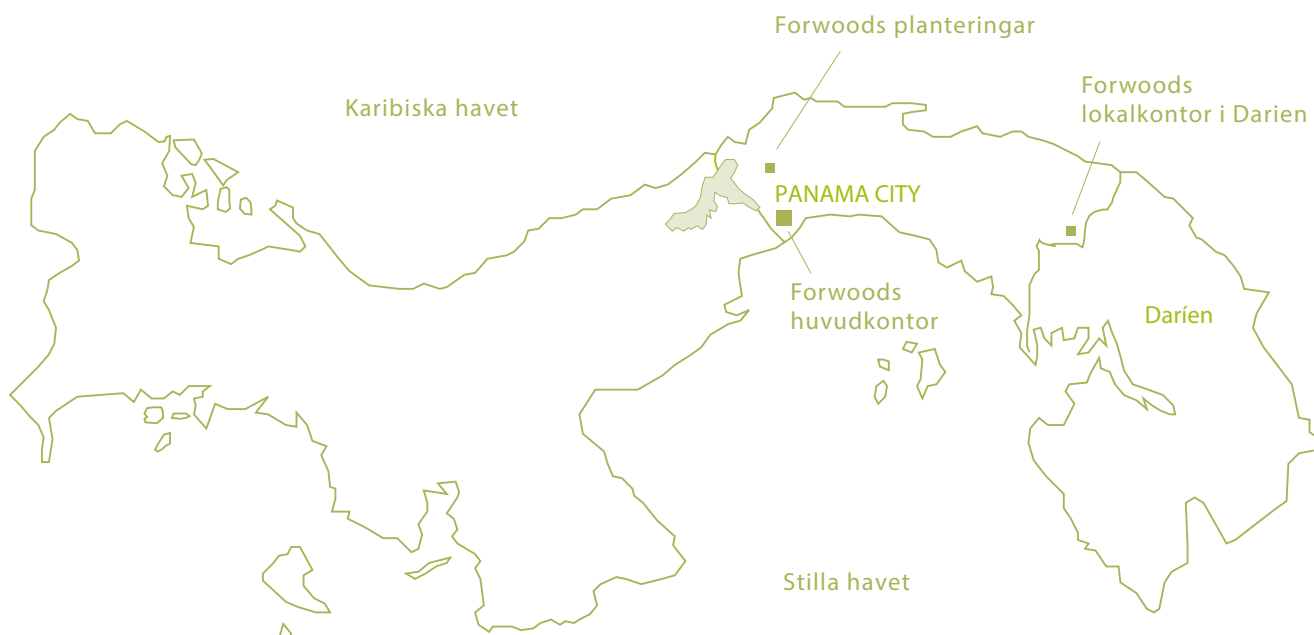 Forwoods planteringar
Karibiska havet
Forwoods
lokalkontor i Darien
PANAMA CITY
Forwoods
huvudkontor
Daríen
Stilla havet